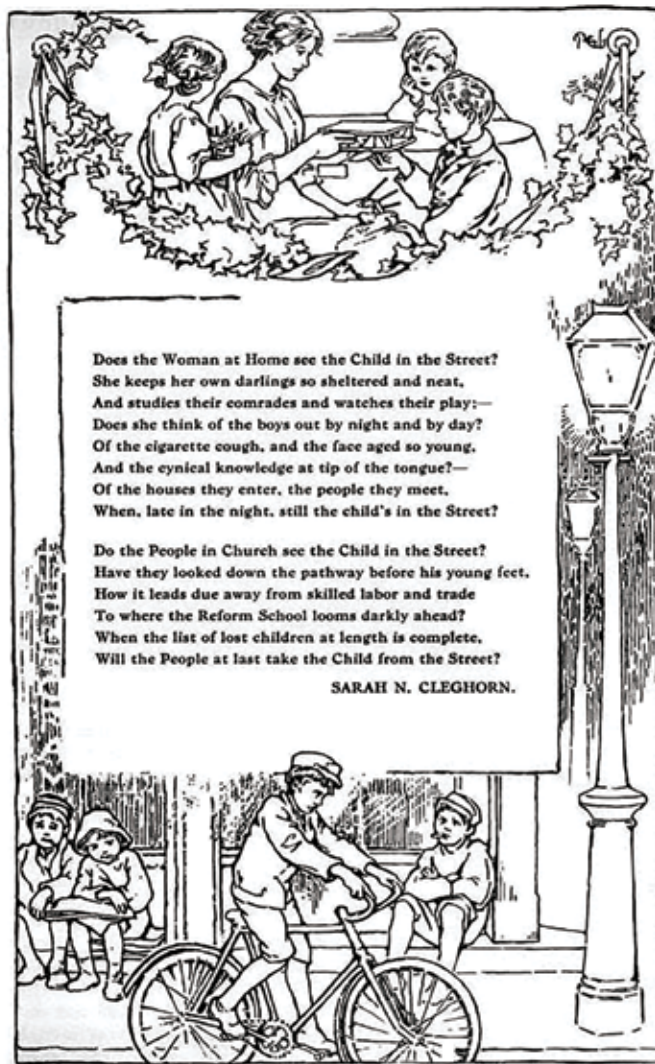 Does the Woman at Home see the Child in the Street?
She keeps her own darlings so sheltered and neat,
And studies their comrades and watches their play;—
Does she think of the boys out by night and by day?
Of the cigarette cough, and the face aged so young,
And the cynical knowledge at tip of the tongue?—
Of the houses they enter, the people they meet,
When, late in the night, still the child's in the Street?
Do the People in Church see the Child in the Street?
Have they looked down the pathway before his young feet,
How it leads due away from skilled labor and trade
To where the Reform School looms darkly ahead?
When the list of lost children at length is complete,
Will the People at last take the Child from the Street?
SARAH N. CLEGHORN.